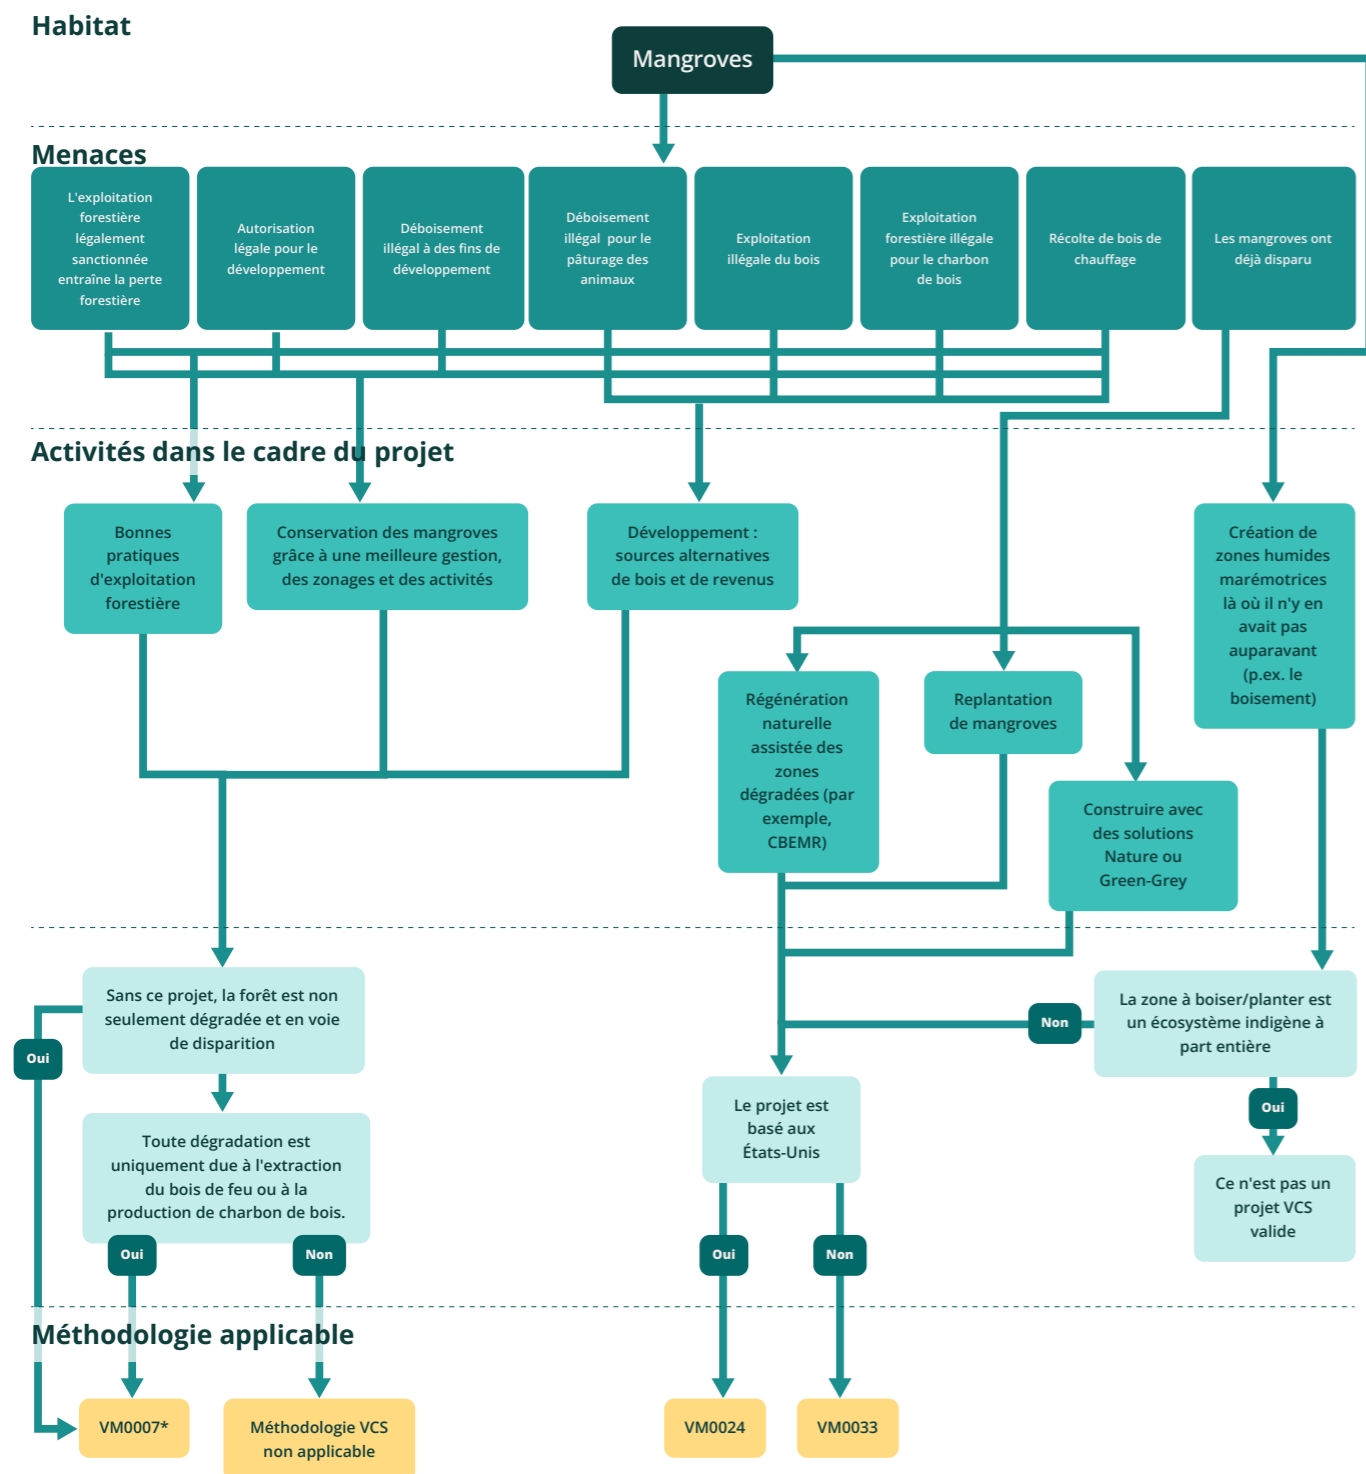 Habitat
Mangroves
Menaces
L'exploitation
forestière
légalement
sanctionnée
entraîne la perte
forestière
Autorisation
légale pour le
développement
Déboisement
illégal à des fins de
développement
Déboisement
illégal pour le
pâturage des
animaux
Exploitation
illégale du bois
Exploitation
forestière illégale
pour le charbon
de bois
Récolte de bois de
chauffage
Les mangroves ont
déjà disparu
Activités dans le cadre du projet
Bonnes
pratiques
d'exploitation
forestière
Conservation des mangroves
grâce à une meilleure gestion,
des zonages et des activités
Développement :
sources alternatives
de bois et de revenus
Création de
zones humides
marémotrices
là où il n'y en
avait pas
auparavant
(p.ex. le
boisement)
Régénération
naturelle
assistée des
zones
dégradées (par
exemple,
CBEMR)
Replantation
de mangroves
Construire avec
des solutions
Nature ou
Green-Grey
Sans ce projet, la forêt est non
seulement dégradée et en voie
de disparition
La zone à boiser/planter est
un écosystème indigène à
part entière
Non
Oui
Le projet est
basé aux
États-Unis
Oui
Toute dégradation est
uniquement due à l'extraction
du bois de feu ou à la
production de charbon de bois.
Ce n'est pas un
projet VCS
valide
Oui
Non
Oui
Non
Méthodologie applicable
VM0007*
Méthodologie VCS
non applicable
VM0024
VM0033